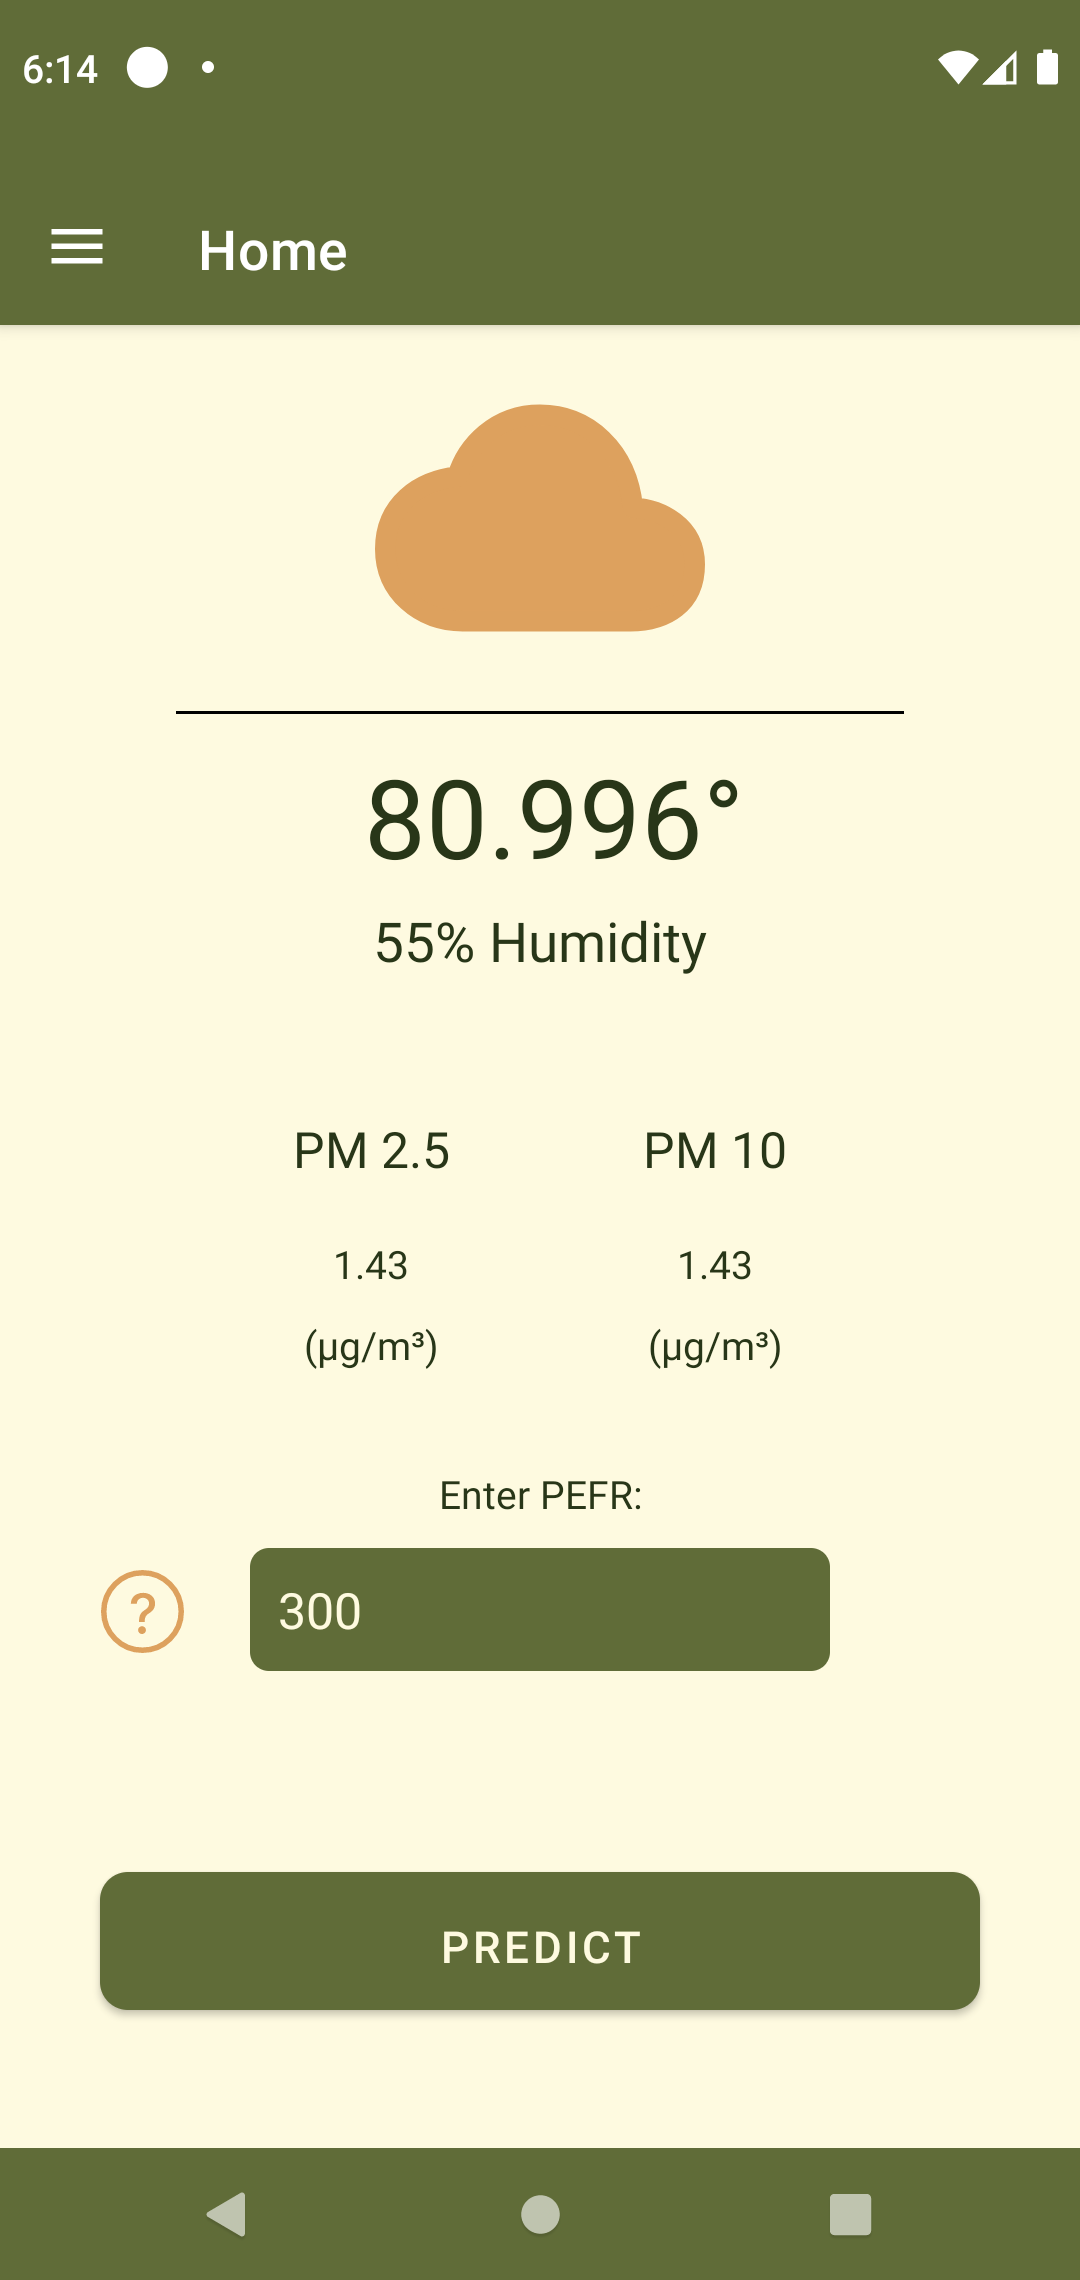 6:14
Home
80.996°
55% Humidity
PM 2.5 PM 10
1.43 1.43
(µg/m³) (µg/m³)
Enter PEFR:
?
300
PREDICT